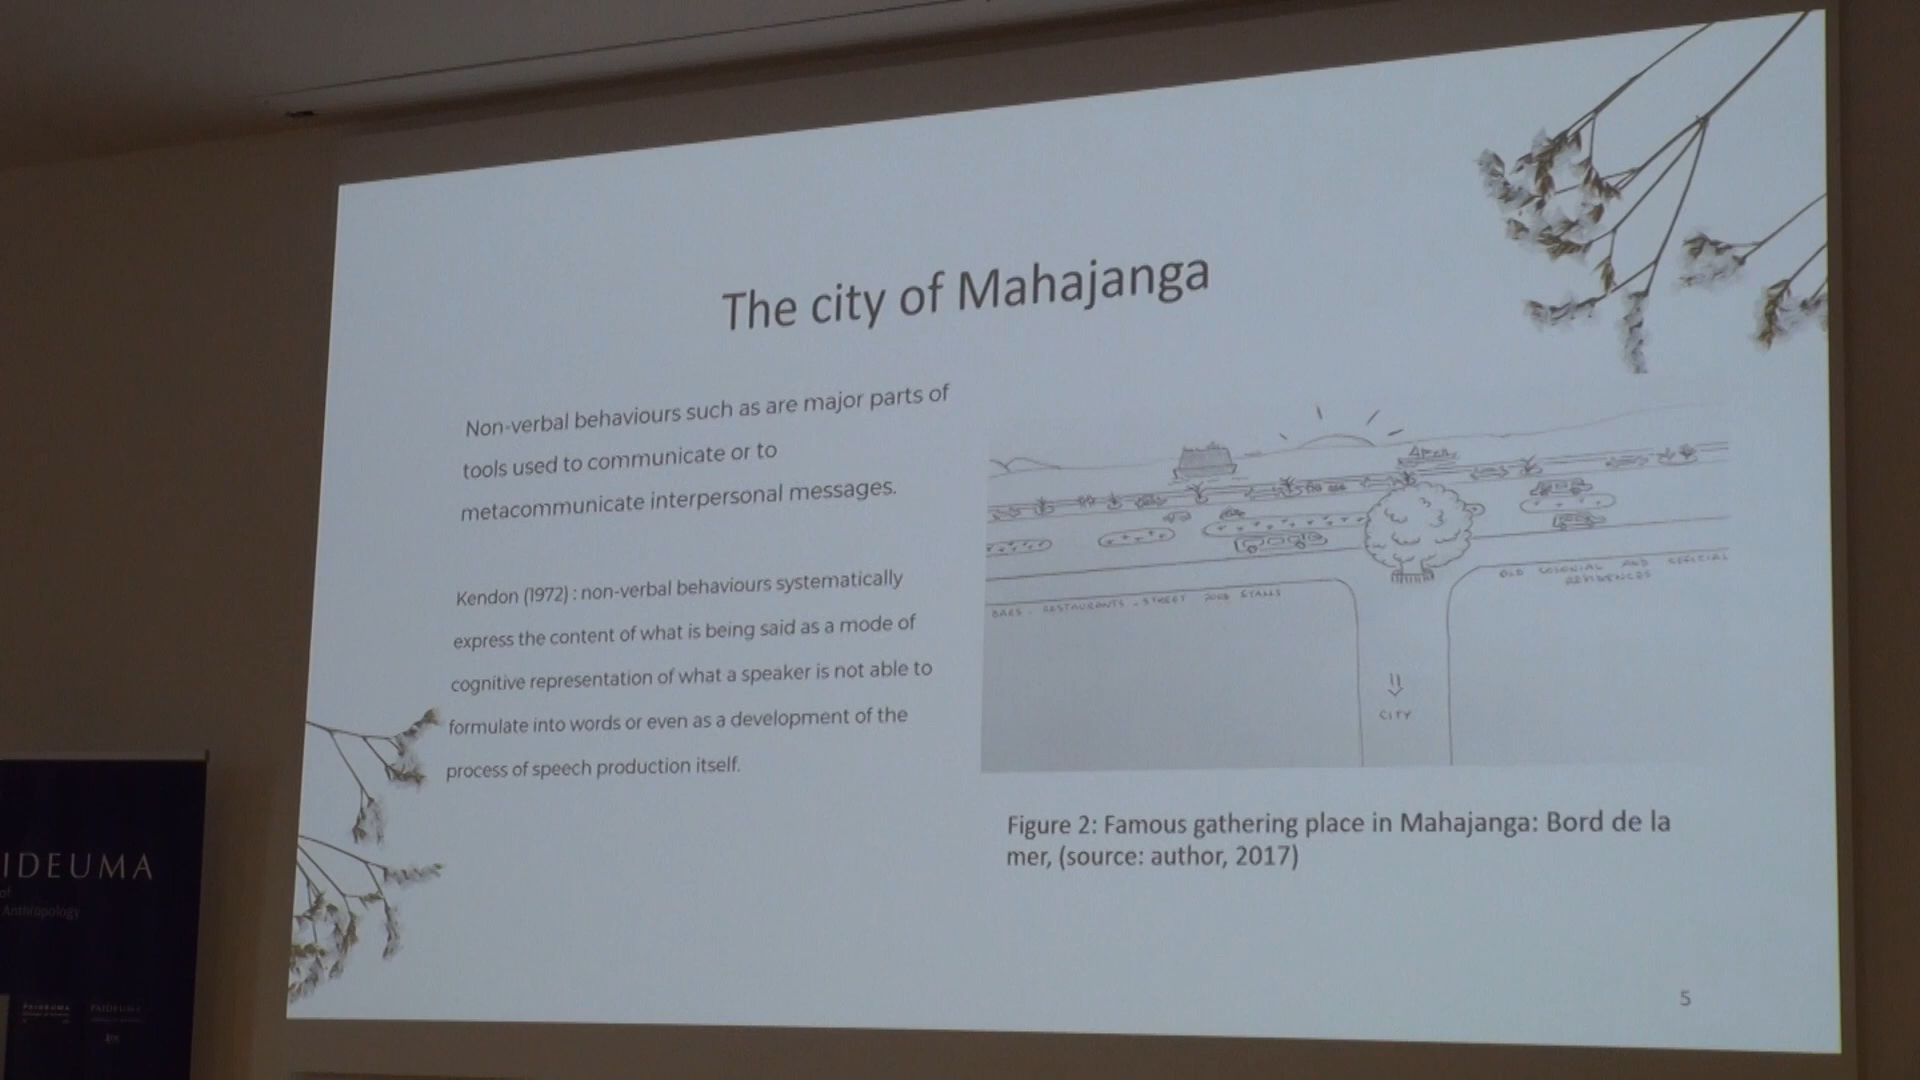 The city of Mahajanga
Non-verbal behaviours such as are major parts of
tools used to communicate or to
metacommunicate interpersonal messages.
Kendon (1972) : non-verbal behaviours systematically
express the content of what is being said as a mode of
cognitive representation of what a speaker is not able to
formulate into words or even as a development of the
process of speech production itself.
BARS - RESTAURANTS - STREET FOOD STALLS
OLD COLONIAL AND OFFICIAL
RESIDENCES
CITY
Figure 2: Famous gathering place in Mahajanga: Bord de la
mer, (source: author, 2017)
5
IDEUMA
of
Anthropology
PAIDEUMA
PAIDEUMA